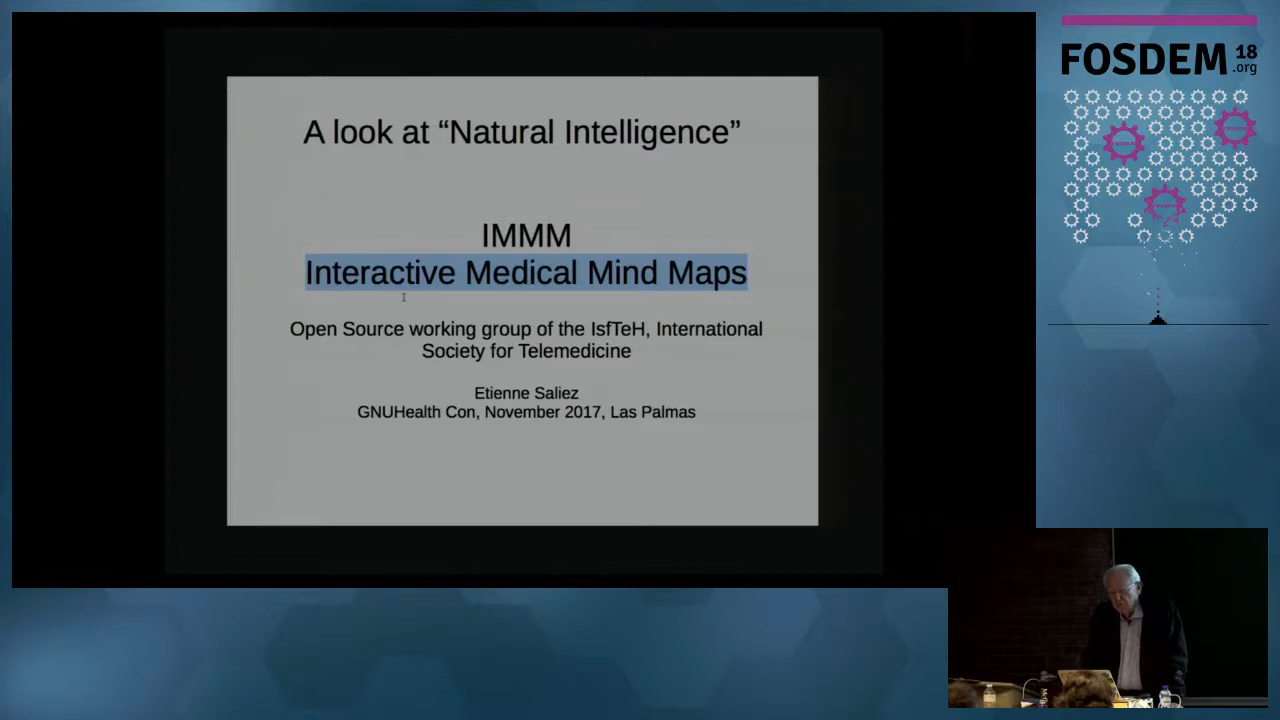 A look at “Natural Intelligence”
IMMM
Interactive Medical Mind Maps
Open Source working group of the IsfTeH, International
Society for Telemedicine
Etienne Saliez
GNUHealth Con, November 2017, Las Palmas
FOSDEM 18
.org